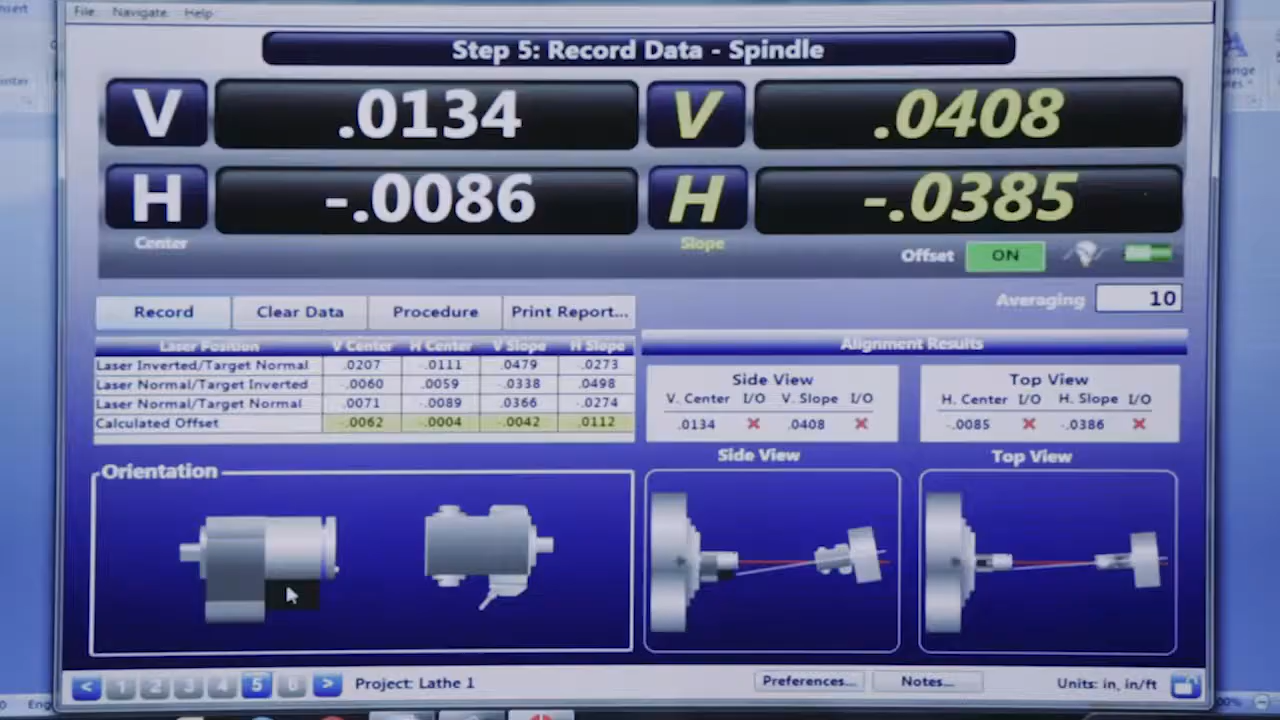 File Navigate Help
Step 5: Record Data - Spindle
V .0134 V .0408
H -.0086 H -.0385
Center Slope
Offset ON
Averaging 10
Record Clear Data Procedure Print Report...
Laser Position V Center H Center V Slope H Slope
Laser Inverted/Target Normal .0207 -.0111 .0479 .0273
Laser Normal/Target Inverted -.0060 .0059 -.0338 .0498
Laser Normal/Target Normal .0071 -.0089 .0366 -.0274
Calculated Offset -.0062 -.0004 -.0042 .0112
Alignment Results
Side View
V. Center I/O V. Slope I/O
.0134 .0408
Top View
H. Center I/O H. Slope I/O
-.0085 -.0386
Orientation
Side View
Top View
< 1 2 3 4 5 6 > Project: Lathe 1
Preferences... Notes... Units: in, in/ft